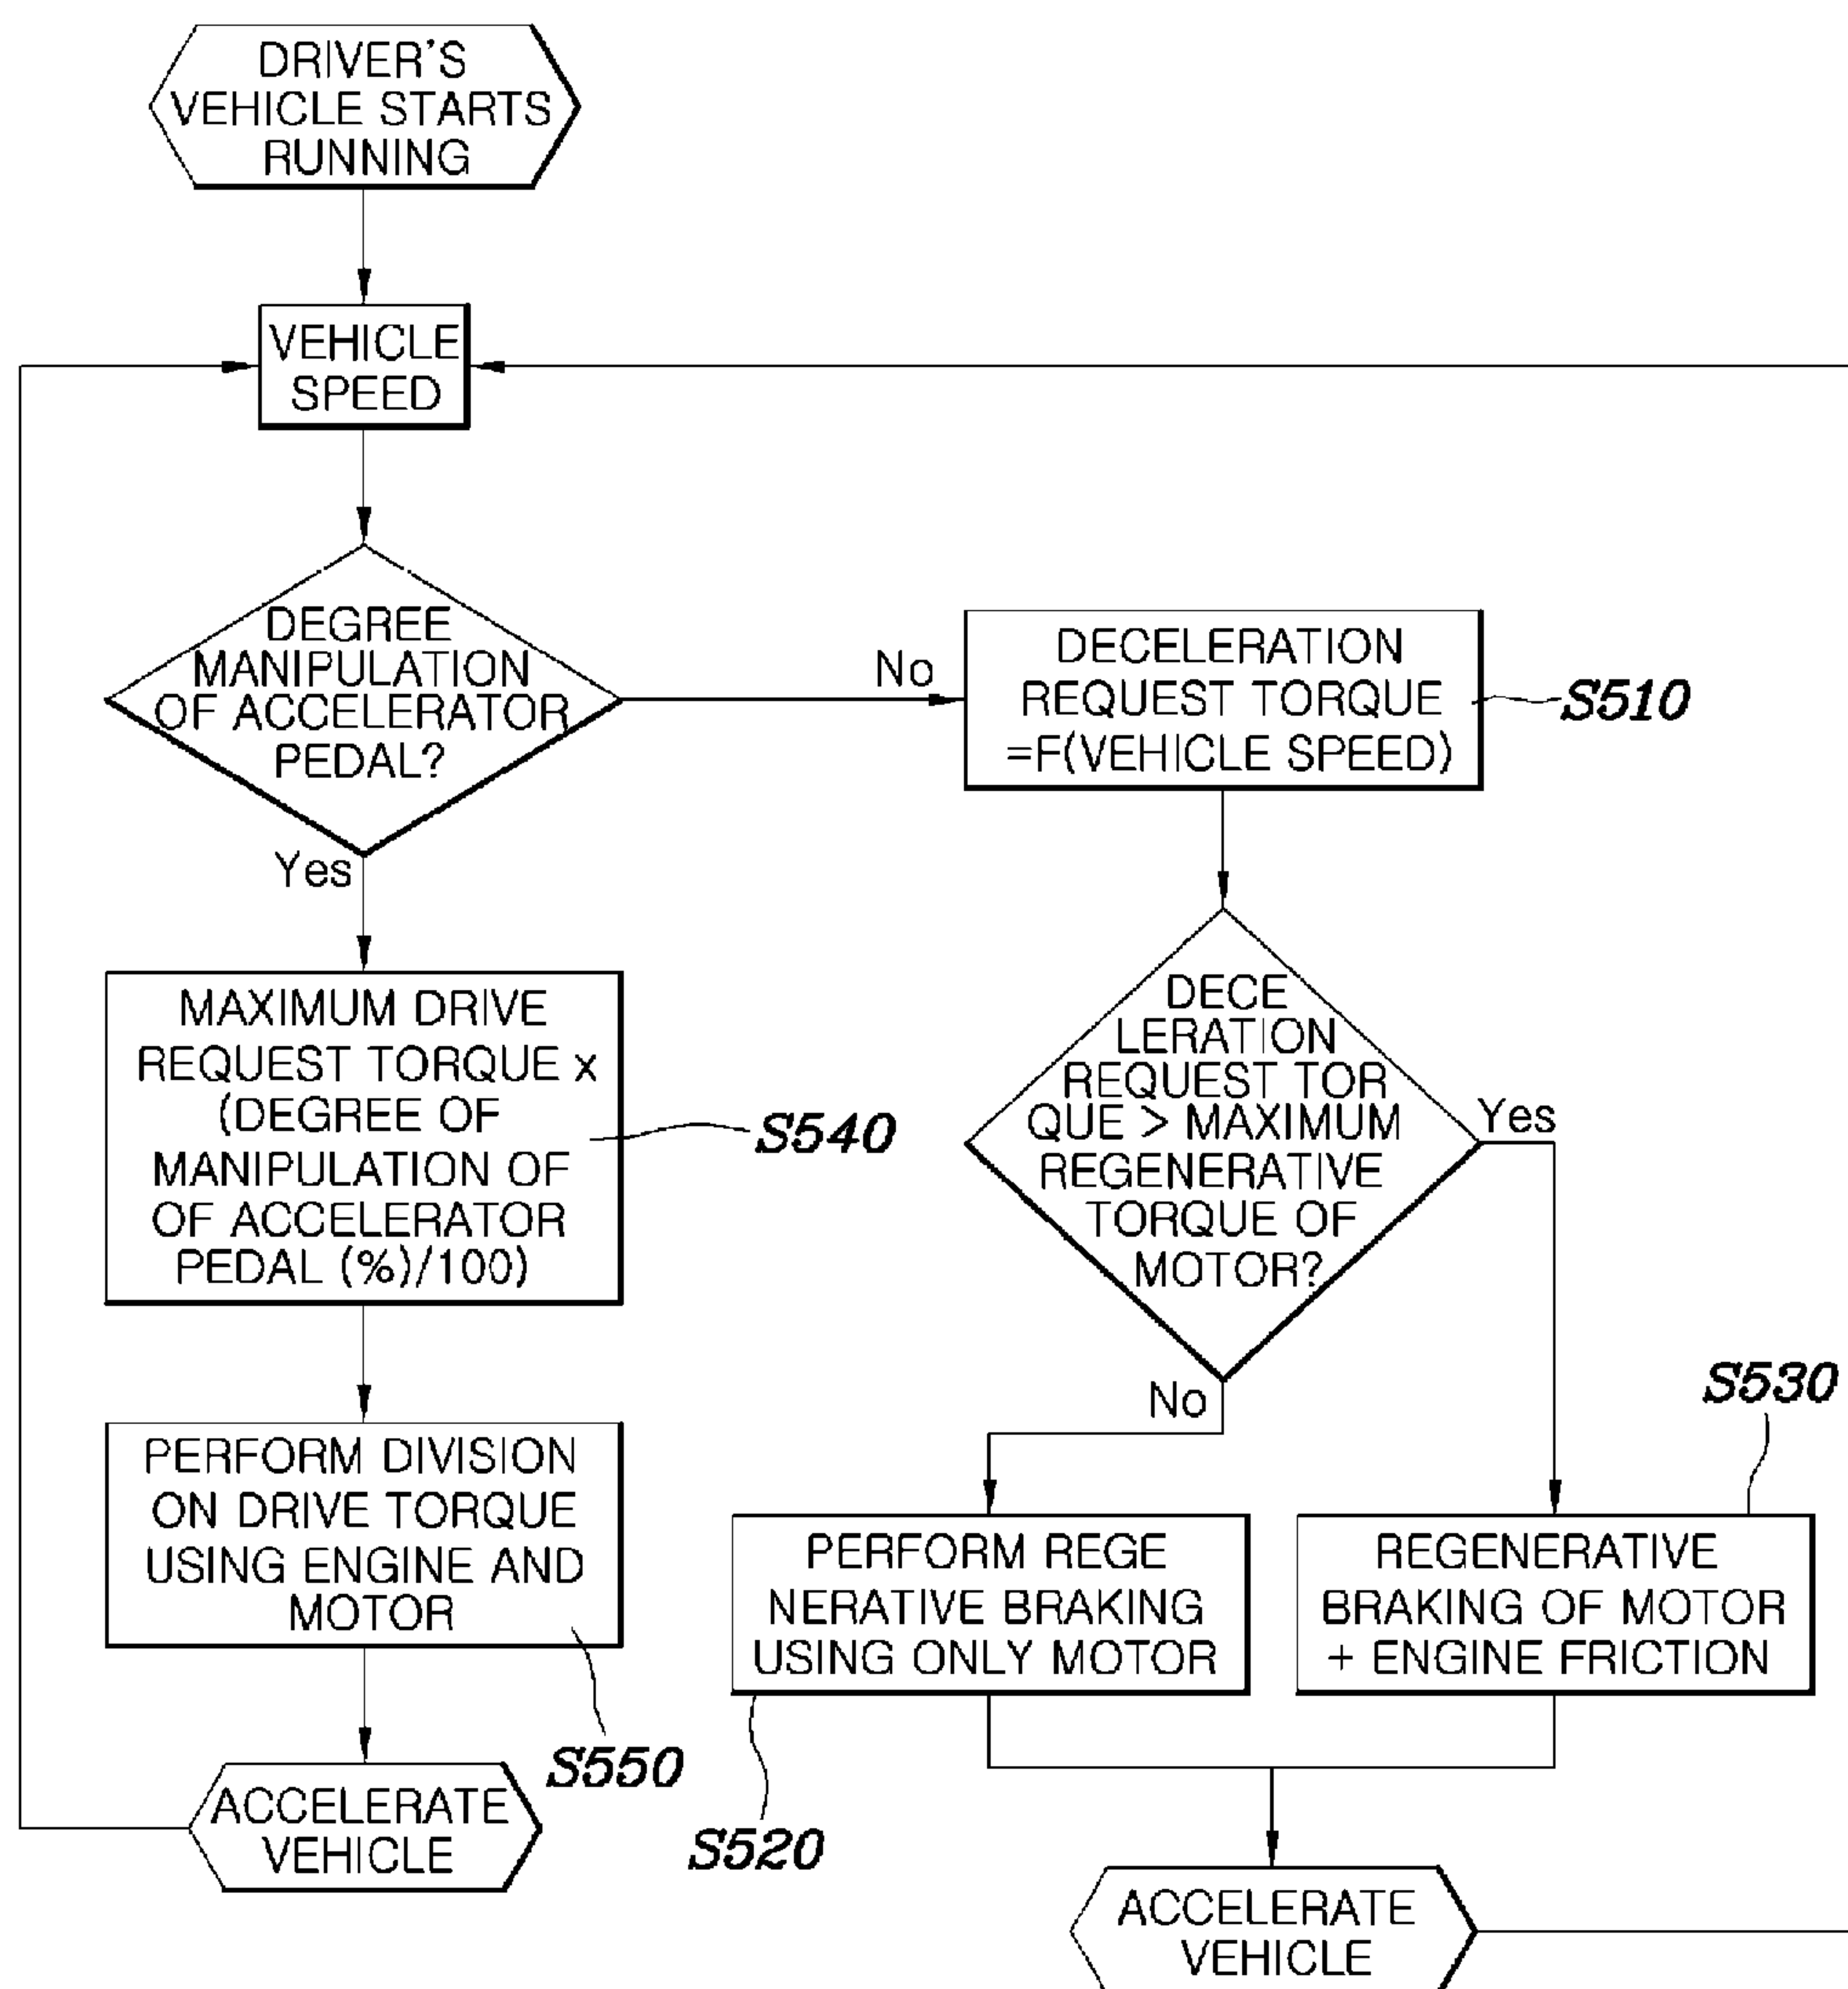 DRIVER'S
VEHICLE STARTS
RUNNING
VEHICLE
SPEED
DEGREE
MANIPULATION
OF ACCELERATOR
PEDAL?
No
Yes
DECELERATION
REQUEST TORQUE
=F(VEHICLE SPEED)
S510
MAXIMUM DRIVE
REQUEST TORQUE x
(DEGREE OF
MANIPULATION OF
OF ACCELERATOR
PEDAL (%)/100)
S540
DECE
LERATION
REQUEST TOR
QUE > MAXIMUM
REGENERATIVE
TORQUE OF
MOTOR?
Yes
No
S530
PERFORM DIVISION
ON DRIVE TORQUE
USING ENGINE AND
MOTOR
S550
PERFORM REGE
NERATIVE BRAKING
USING ONLY MOTOR
S520
REGENERATIVE
BRAKING OF MOTOR
+ ENGINE FRICTION
ACCELERATE
VEHICLE
ACCELERATE
VEHICLE